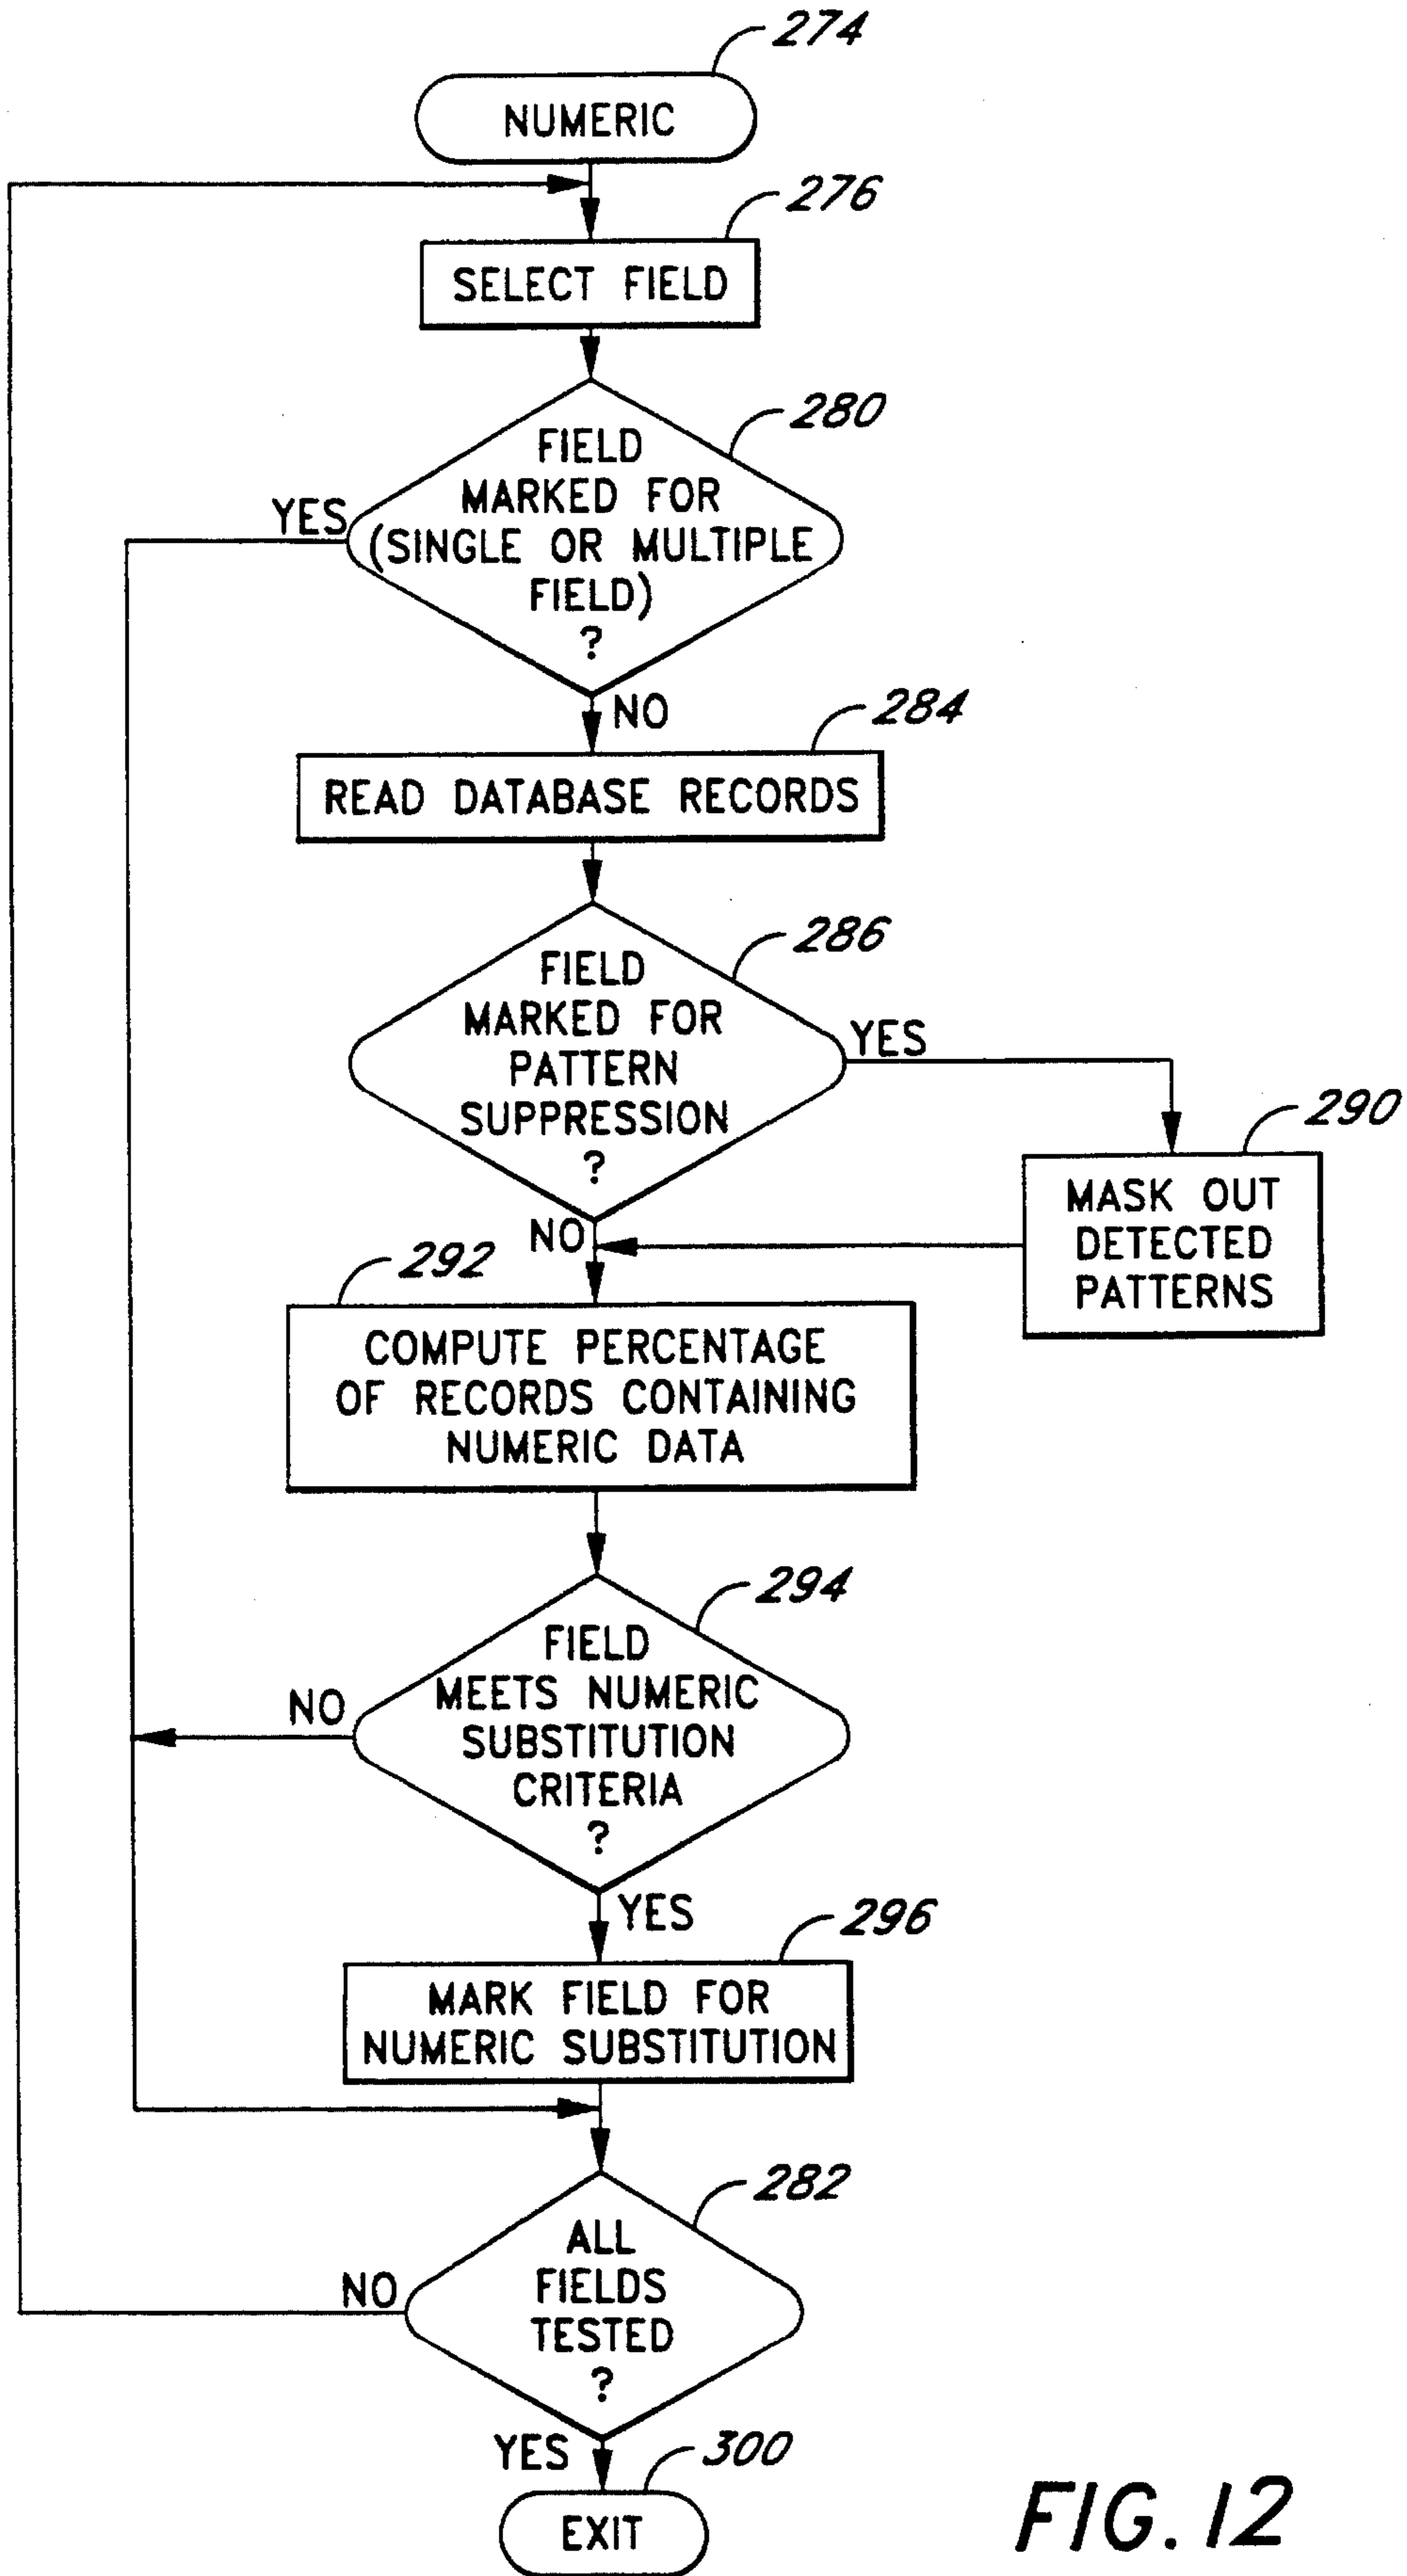 274
NUMERIC
276
SELECT FIELD
280
FIELD
MARKED FOR
(SINGLE OR MULTIPLE
FIELD)
?
YES
NO
284
READ DATABASE RECORDS
286
FIELD
MARKED FOR
PATTERN
SUPPRESSION
?
YES
290
MASK OUT
DETECTED
PATTERNS
NO
292
COMPUTE PERCENTAGE
OF RECORDS CONTAINING
NUMERIC DATA
294
FIELD
MEETS NUMERIC
SUBSTITUTION
CRITERIA
?
NO
YES
296
MARK FIELD FOR
NUMERIC SUBSTITUTION
282
ALL
FIELDS
TESTED
?
NO
YES
300
EXIT
FIG. 12